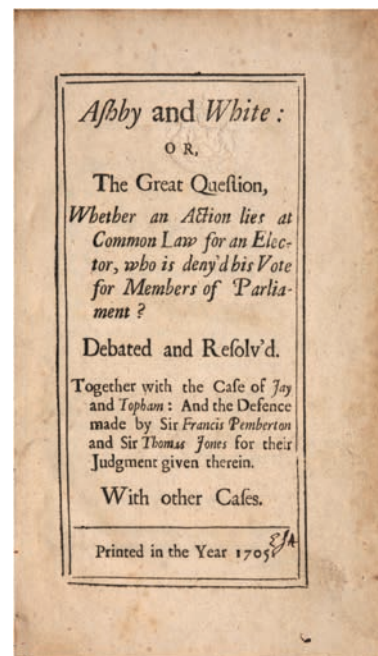 Aſhby and White:
OR,
The Great Queſtion,
Whether an Action lies at
Common Law for an Elec-
tor, who is deny'd his Vote
for Members of Parlia-
ment?
Debated and Reſolv'd.
Together with the Caſe of Jay
and Topham: And the Defence
made by Sir Francis Pemberton
and Sir Thomas Jones for their
Judgment given therein.
With other Caſes.
Printed in the Year 1705.